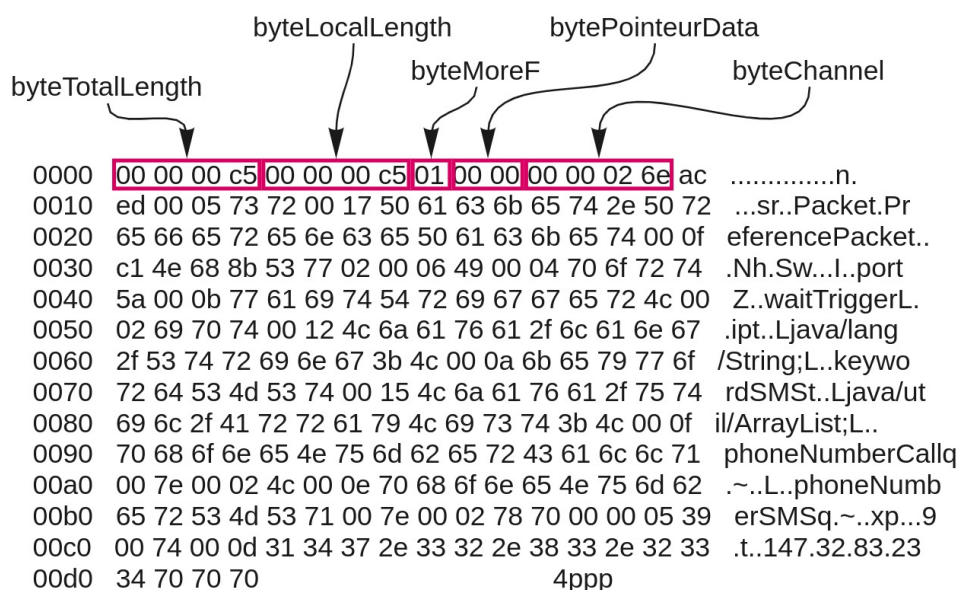 byteLocalLength bytePointeurData
byteMoreF byteChannel
byteTotalLength
0000 00 00 00 c5 00 00 00 c5 01 00 00 00 00 02 6e ac ..............n.
0010 ed 00 05 73 72 00 17 50 61 63 6b 65 74 2e 50 72 ...sr..Packet.Pr
0020 65 66 65 72 65 6e 63 65 50 61 63 6b 65 74 00 0f eferencePacket..
0030 c1 4e 68 8b 53 77 02 00 06 49 00 04 70 6f 72 74 .Nh.Sw...I..port
0040 5a 00 0b 77 61 69 74 54 72 69 67 67 65 72 4c 00 Z..waitTriggerL.
0050 02 69 70 74 00 12 4c 6a 61 76 61 2f 6c 61 6e 67 .ipt..Ljava/lang
0060 2f 53 74 72 69 6e 67 3b 4c 00 0a 6b 65 79 77 6f /String;L..keywo
0070 72 64 53 4d 53 74 00 15 4c 6a 61 76 61 2f 75 74 rdSMSt..Ljava/ut
0080 69 6c 2f 41 72 72 61 79 4c 69 73 74 3b 4c 00 0f il/ArrayList;L..
0090 70 68 6f 6e 65 4e 75 6d 62 65 72 43 61 6c 6c 71 phoneNumberCallq
00a0 00 7e 00 02 4c 00 0e 70 68 6f 6e 65 4e 75 6d 62 .~..L..phoneNumb
00b0 65 72 53 4d 53 71 00 7e 00 02 78 70 00 00 05 39 erSMSq.~..xp...9
00c0 00 74 00 0d 31 34 37 2e 33 32 2e 38 33 2e 32 33 .t..147.32.83.23
00d0 34 70 70 70 4ppp